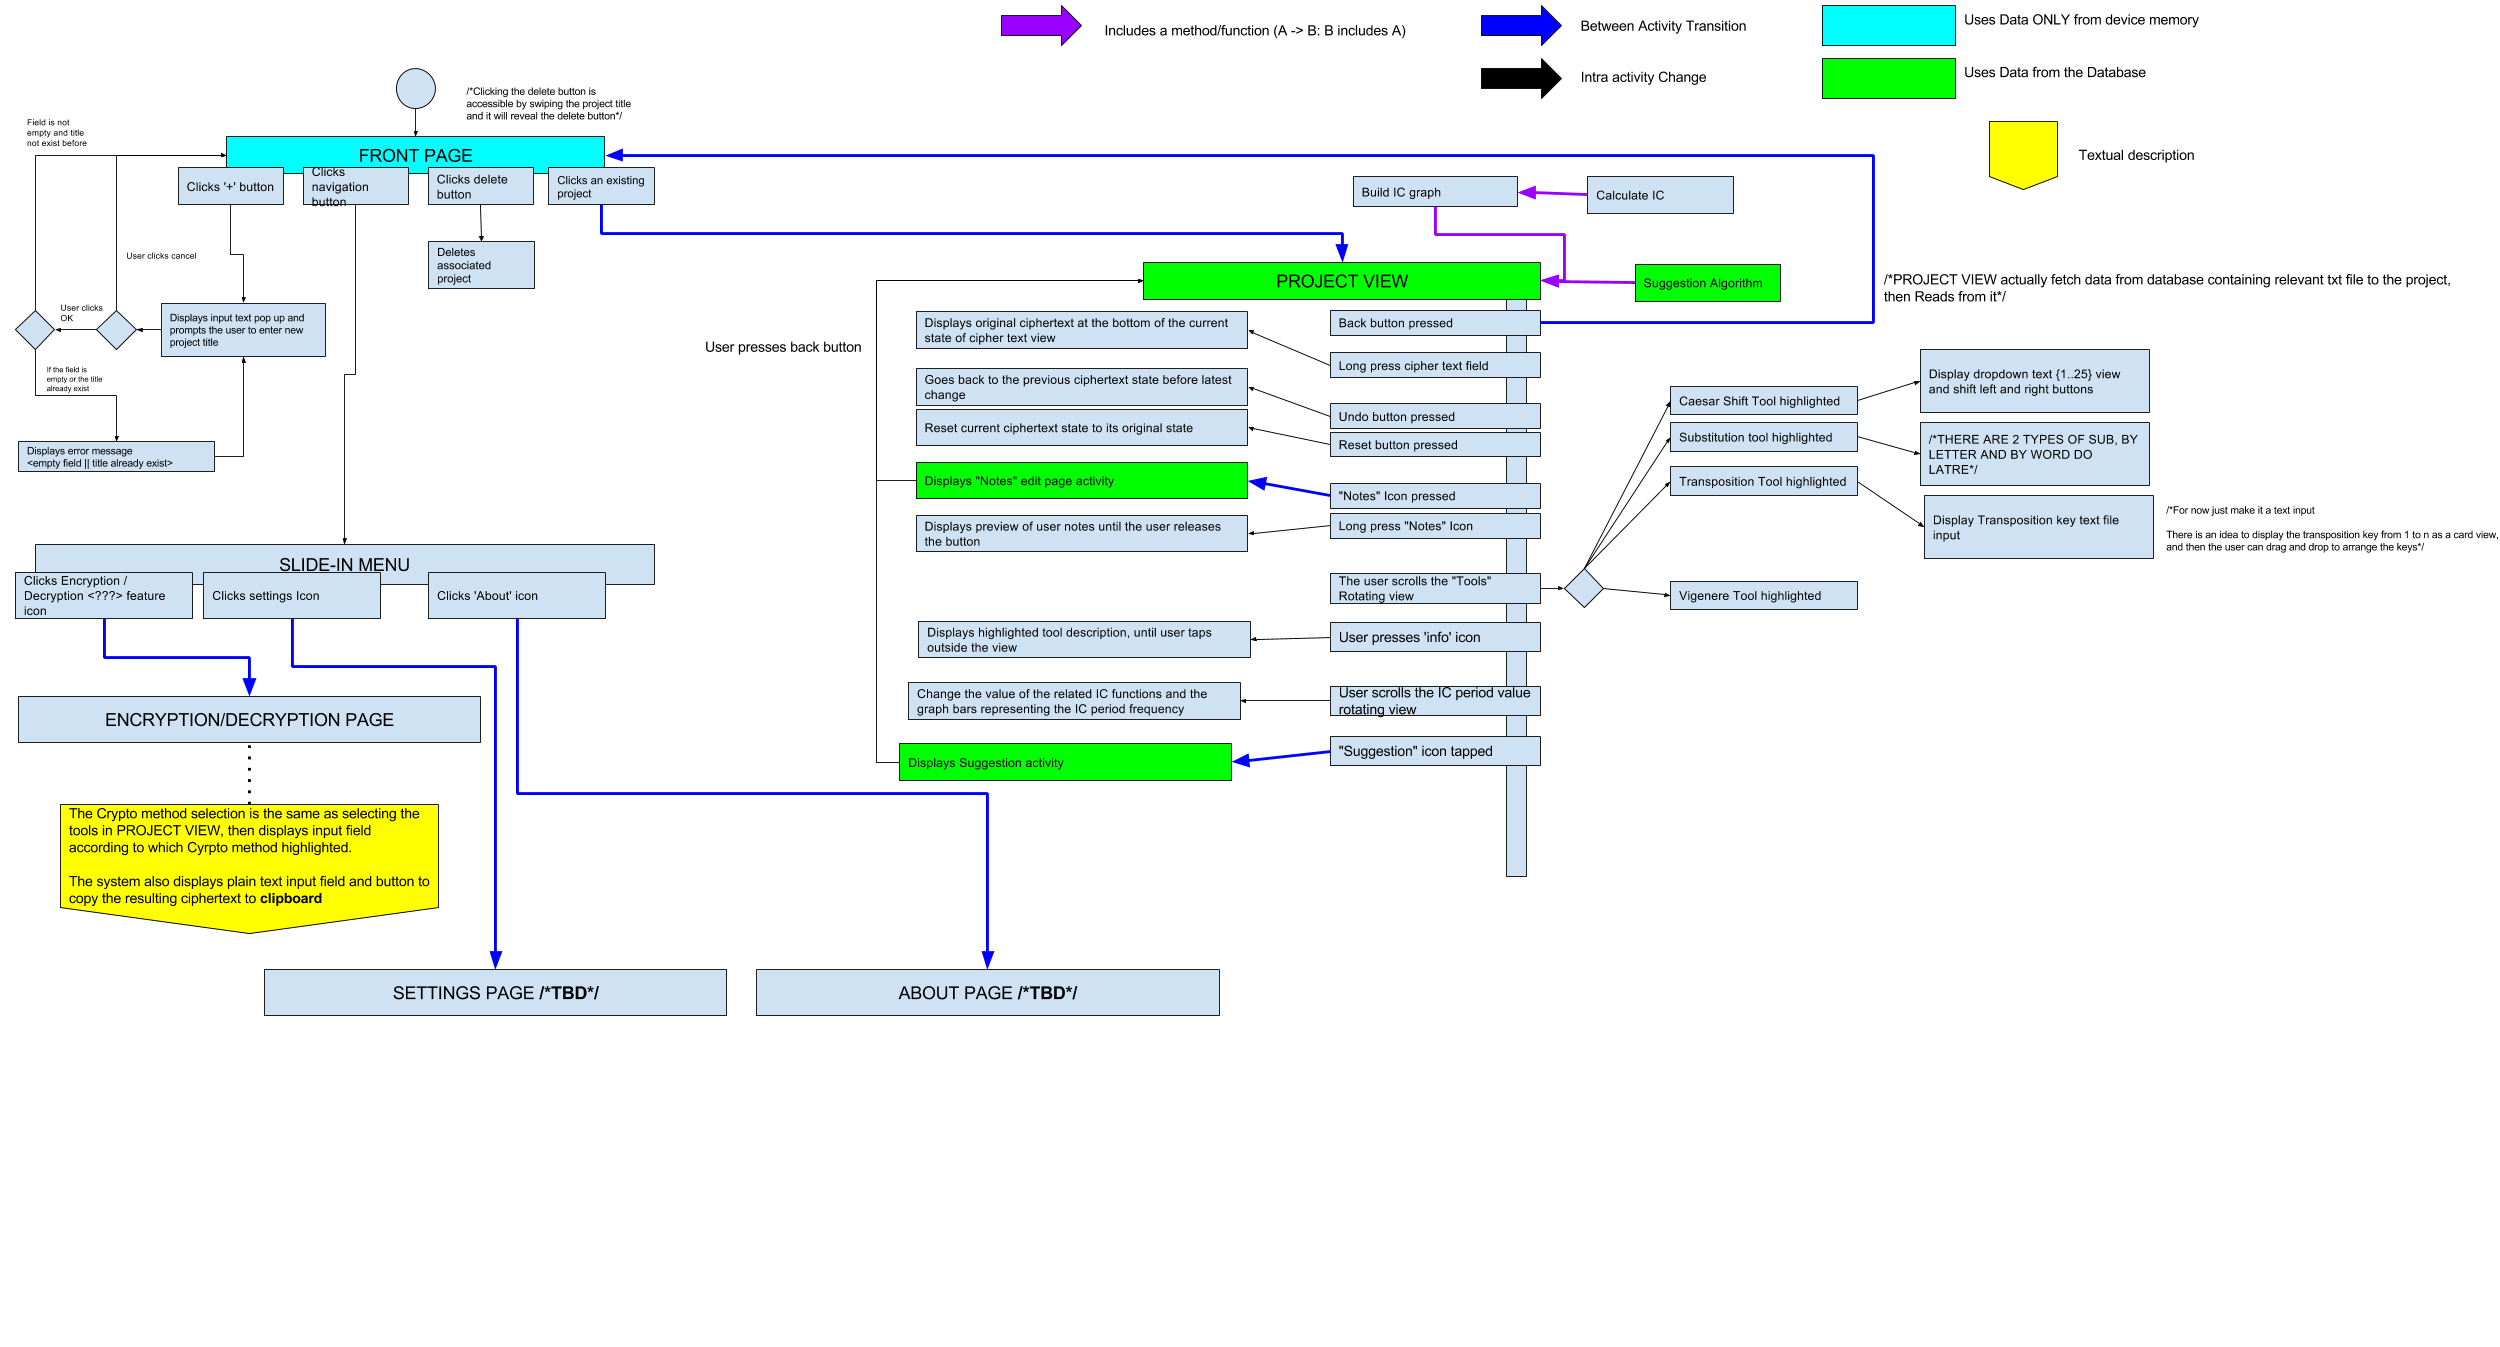 Includes a method/function (A -> B: B includes A)
Between Activity Transition
Intra activity Change
Uses Data ONLY from device memory
Uses Data from the Database
Textual description
/*Clicking the delete button is
accessible by swiping the project title
and it will reveal the delete button*/
Field is not
empty and title
not exist before
FRONT PAGE
Clicks '+' button
Clicks
navigation
button
Clicks delete
button
Clicks an existing
project
User clicks cancel
Deletes
associated
project
User clicks
OK
Displays input text pop up and
prompts the user to enter new
project title
If the field is
empty or the title
already exist
Displays error message
<empty field || title already exist>
SLIDE-IN MENU
Clicks Encryption /
Decryption <???> feature
icon
Clicks settings Icon
Clicks 'About' icon
ENCRYPTION/DECRYPTION PAGE
The Crypto method selection is the same as selecting the
tools in PROJECT VIEW, then displays input field
according to which Cyrpto method highlighted.
The system also displays plain text input field and button to
copy the resulting ciphertext to clipboard
SETTINGS PAGE /*TBD*/
ABOUT PAGE /*TBD*/
Build IC graph
Calculate IC
PROJECT VIEW
Suggestion Algorithm
/*PROJECT VIEW actually fetch data from database containing relevant txt file to the project,
then Reads from it*/
User presses back button
Displays original ciphertext at the bottom of the current
state of cipher text view
Goes back to the previous ciphertext state before latest
change
Reset current ciphertext state to its original state
Displays "Notes" edit page activity
Displays preview of user notes until the user releases
the button
Displays highlighted tool description, until user taps
outside the view
Change the value of the related IC functions and the
graph bars representing the IC period frequency
Displays Suggestion activity
Back button pressed
Long press cipher text field
Undo button pressed
Reset button pressed
"Notes" Icon pressed
Long press "Notes" Icon
The user scrolls the "Tools"
Rotating view
User presses 'info' icon
User scrolls the IC period value
rotating view
"Suggestion" icon tapped
Caesar Shift Tool highlighted
Substitution tool highlighted
Transposition Tool highlighted
Vigenere Tool highlighted
Display dropdown text {1..25} view
and shift left and right buttons
/*THERE ARE 2 TYPES OF SUB, BY
LETTER AND BY WORD DO
LATRE*/
Display Transposition key text file
input
/*For now just make it a text input
There is an idea to display the transposition key from 1 to n as a card view,
and then the user can drag and drop to arrange the keys*/